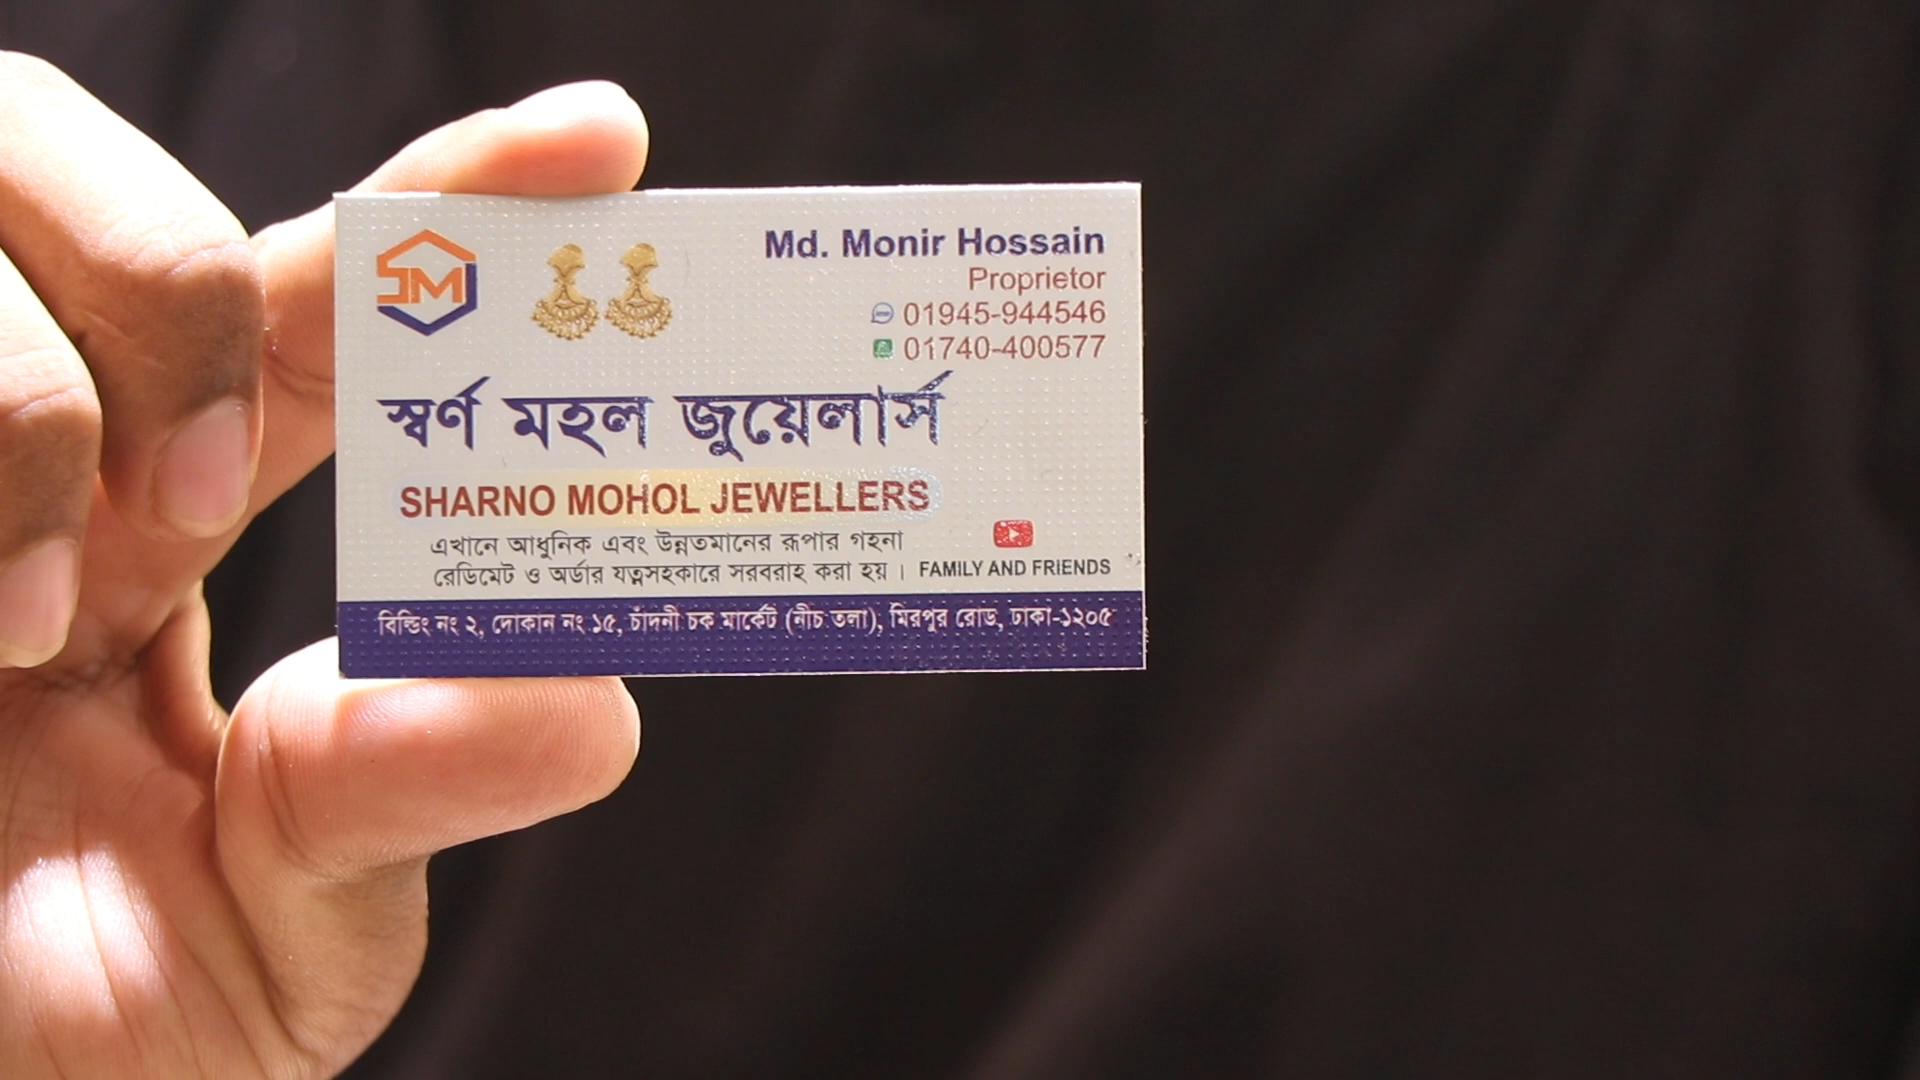 SMJ
Md. Monir Hossain
Proprietor
01945-944546
01740-400577
স্বর্ণ মহল জুয়েলার্স
SHARNO MOHOL JEWELLERS
এখানে আধুনিক এবং উন্নতমানের রূপার গহনা
রেডিমেট ও অর্ডার যত্নসহকারে সরবরাহ করা হয় ।
FAMILY AND FRIENDS
বিল্ডিং নং ২, দোকান নং ১৫, চাঁদনী চক মার্কেট (নীচ তলা), মিরপুর রোড, ঢাকা-১২০৫